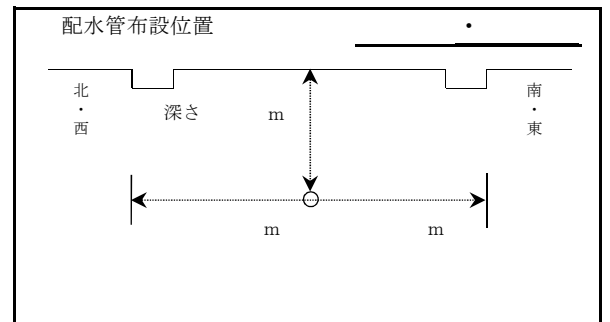 配水管布設位置 ・
北・西
南・東
深さ m
m m